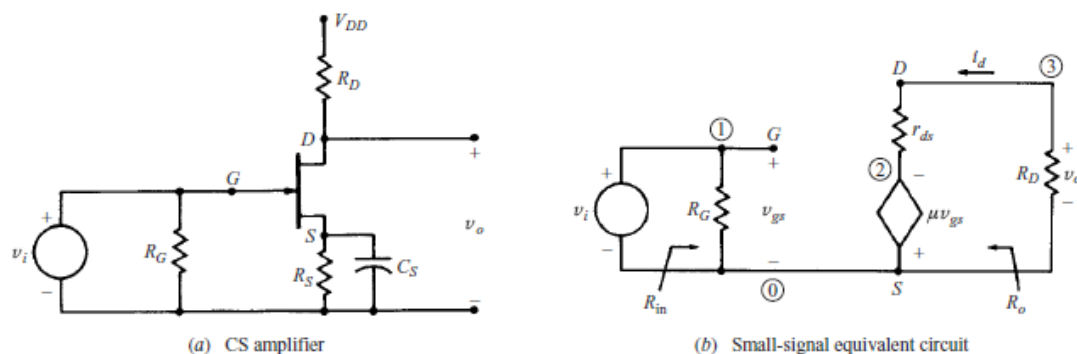 V_DD
R_D
D
+
G
+
v_i
−
R_G
S
R_S
C_S
v_o
−
(a) CS amplifier
D
i_d
③
①
G
+
r_ds
+
v_i
−
R_G
v_gs
②
−
μv_gs
+
R_D
+
−
−
R_in
⓪
S
R_o
(b) Small-signal equivalent circuit